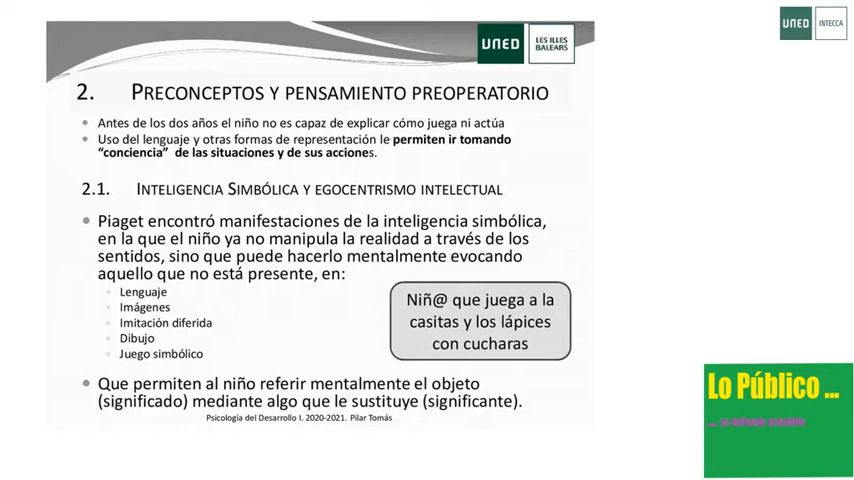 UNED
LES ILLES
BALEARS
UNED
INTECCA
2. PRECONCEPTOS Y PENSAMIENTO PREOPERATORIO
Antes de los dos años el niño no es capaz de explicar cómo juega ni actúa
Uso del lenguaje y otras formas de representación le permiten ir tomando
“conciencia” de las situaciones y de sus acciones.
2.1. INTELIGENCIA SIMBÓLICA Y EGOCENTRISMO INTELECTUAL
Piaget encontró manifestaciones de la inteligencia simbólica,
en la que el niño ya no manipula la realidad a través de los
sentidos, sino que puede hacerlo mentalmente evocando
aquello que no está presente, en:
Lenguaje
Imágenes
Imitación diferida
Dibujo
Juego simbólico
Niñ@ que juega a la
casitas y los lápices
con cucharas
Que permiten al niño referir mentalmente el objeto
(significado) mediante algo que le sustituye (significante).
Psicología del Desarrollo I. 2020-2021. Pilar Tomás
Lo Público ...